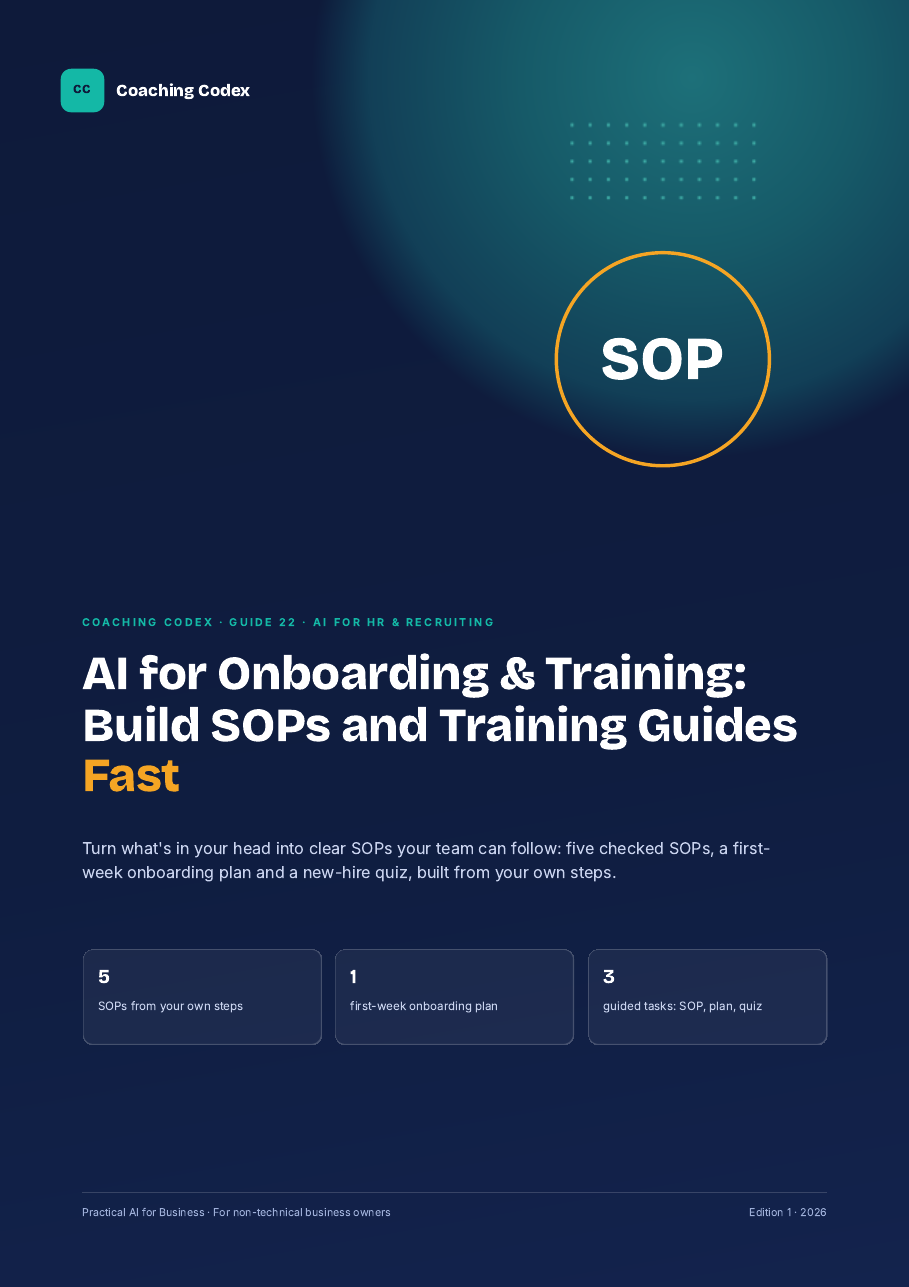 CC
Coaching Codex
SOP
COACHING CODEX · GUIDE 22 · AI FOR HR & RECRUITING
AI for Onboarding & Training:
Build SOPs and Training Guides
Fast
Turn what's in your head into clear SOPs your team can follow: five checked SOPs, a first-
week onboarding plan and a new-hire quiz, built from your own steps.
5
SOPs from your own steps
1
first-week onboarding plan
3
guided tasks: SOP, plan, quiz
Practical AI for Business · For non-technical business owners
Edition 1 · 2026